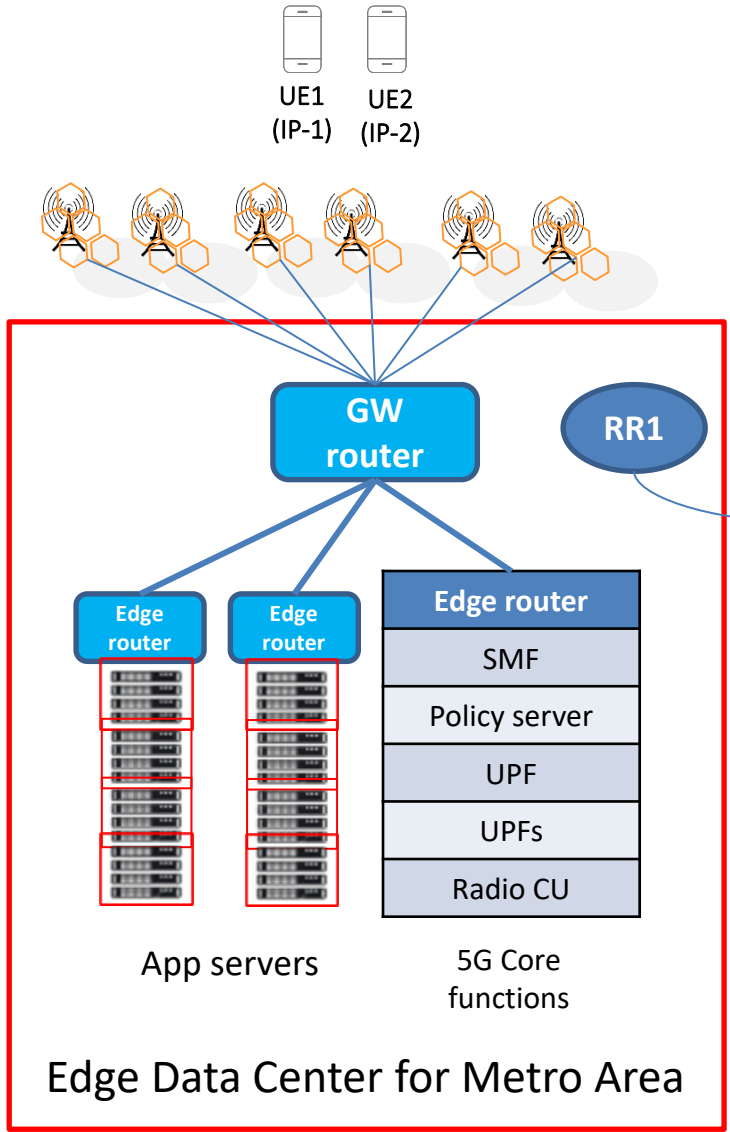 UE1
(IP-1)
UE2
(IP-2)
GW
router
RR1
Edge
router
Edge
router
Edge router
SMF
Policy server
UPF
UPFs
Radio CU
App servers
5G Core
functions
Edge Data Center for Metro Area